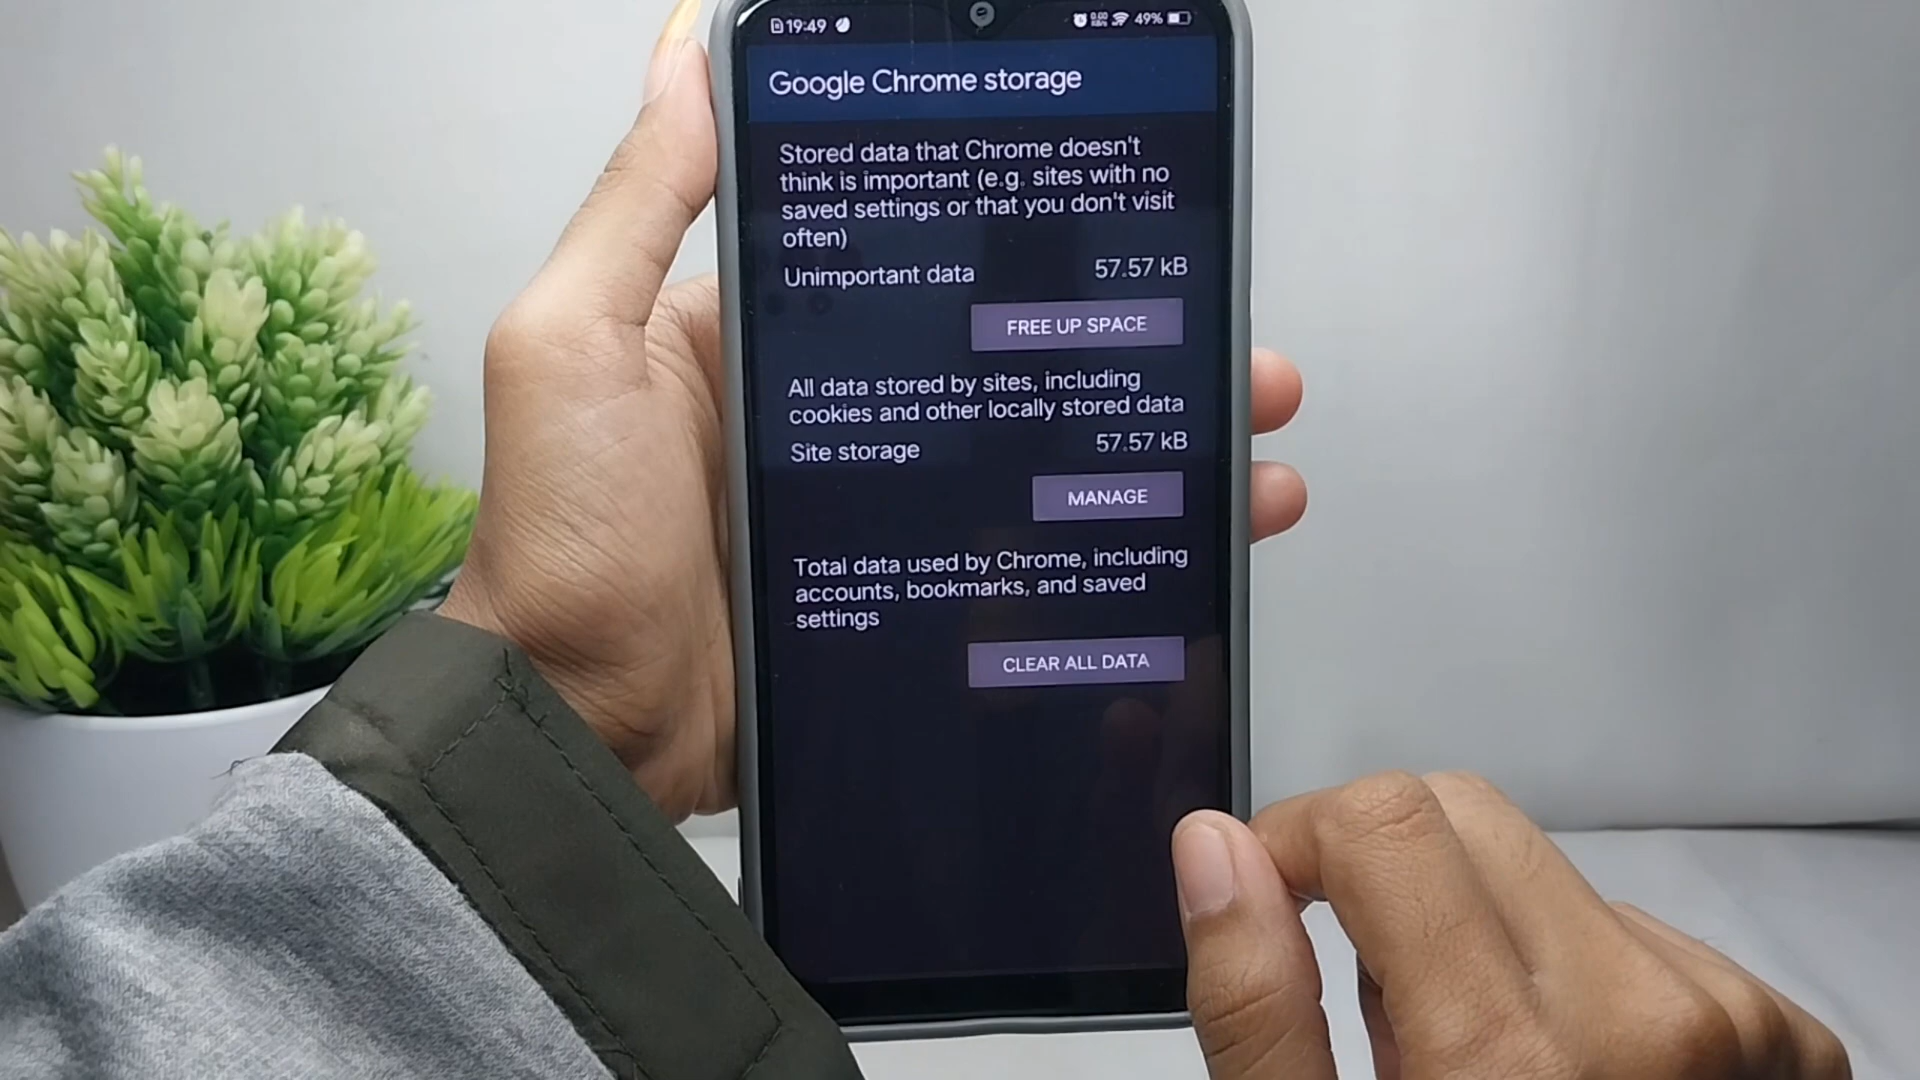 19:49
0.00
49%
Google Chrome storage
Stored data that Chrome doesn't
think is important (e.g. sites with no
saved settings or that you don't visit
often)
Unimportant data 57.57 kB
FREE UP SPACE
All data stored by sites, including
cookies and other locally stored data
Site storage 57.57 kB
MANAGE
Total data used by Chrome, including
accounts, bookmarks, and saved
settings
CLEAR ALL DATA